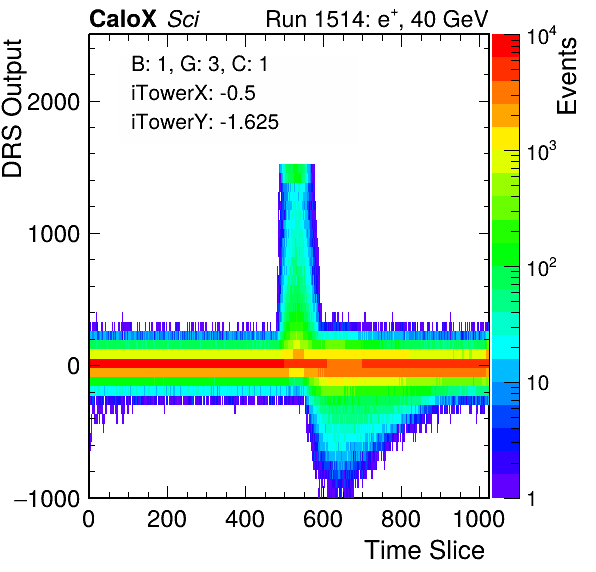 CaloX Sci Run 1514: e⁺, 40 GeV
B: 1, G: 3, C: 1
iTowerX: -0.5
iTowerY: -1.625
DRS Output
2000
1000
0
−1000
0 200 400 600 800 1000
Time Slice
Events
10⁴
10³
10²
10
1